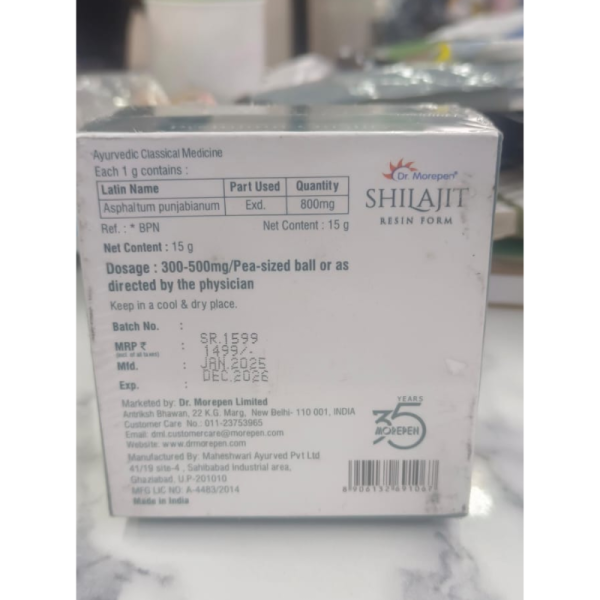 Ayurvedic Classical Medicine
Each 1 g contains :
Latin Name Part Used Quantity
Asphaltum punjabianum Exd. 800mg
Ref. : * BPN Net Content : 15 g
Net Content : 15 g
Dosage : 300-500mg/Pea-sized ball or as
directed by the physician
Keep in a cool & dry place.
Batch No. : SR.1599
MRP ₹ : 1499/-
(Incl. of all taxes)
Mfd. : JAN.2025
Exp. : DEC.2026
Marketed by: Dr. Morepen Limited
Antriksh Bhawan, 22 K.G. Marg, New Delhi- 110 001, INDIA
Customer Care No.: 011-23753965
Email: dml.customercare@morepen.com
Website: www.drmorepen.com
Manufactured By: Maheshwari Ayurved Pvt Ltd
41/19 site-4 , Sahibabad Industrial area,
Ghaziabad. U.P-201010
MFG LIC NO: A-4483/2014
Made in India
Dr. Morepen
SHILAJIT
RESIN FORM
35 YEARS
MOREPEN